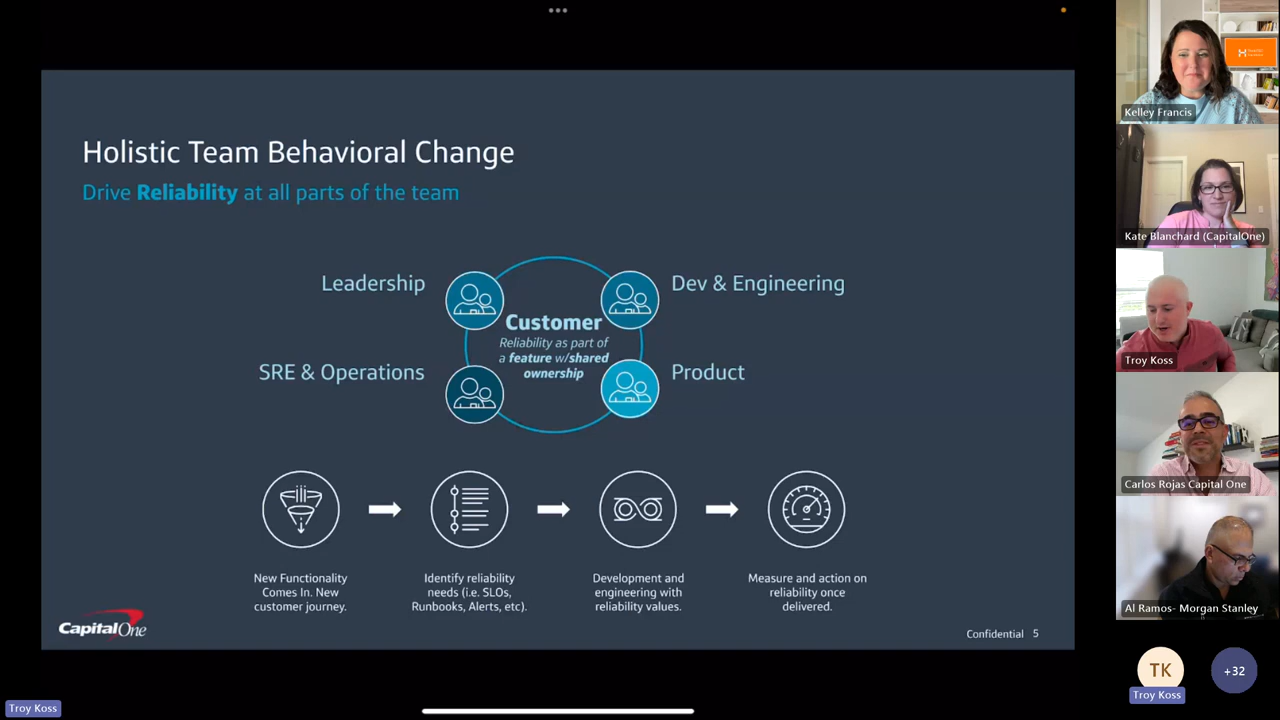 Holistic Team Behavioral Change
Drive Reliability at all parts of the team
Leadership
Dev & Engineering
Customer
Reliability as part of
a feature w/shared
ownership
SRE & Operations
Product
New Functionality
Comes In. New
customer journey.
Identify reliability
needs (i.e. SLOs,
Runbooks, Alerts, etc).
Development and
engineering with
reliability values.
Measure and action on
reliability once
delivered.
CapitalOne
Confidential 5
Kelley Francis
Kate Blanchard (CapitalOne)
Troy Koss
Carlos Rojas Capital One
Al Ramos- Morgan Stanley
TK
+32
Troy Koss
Troy Koss